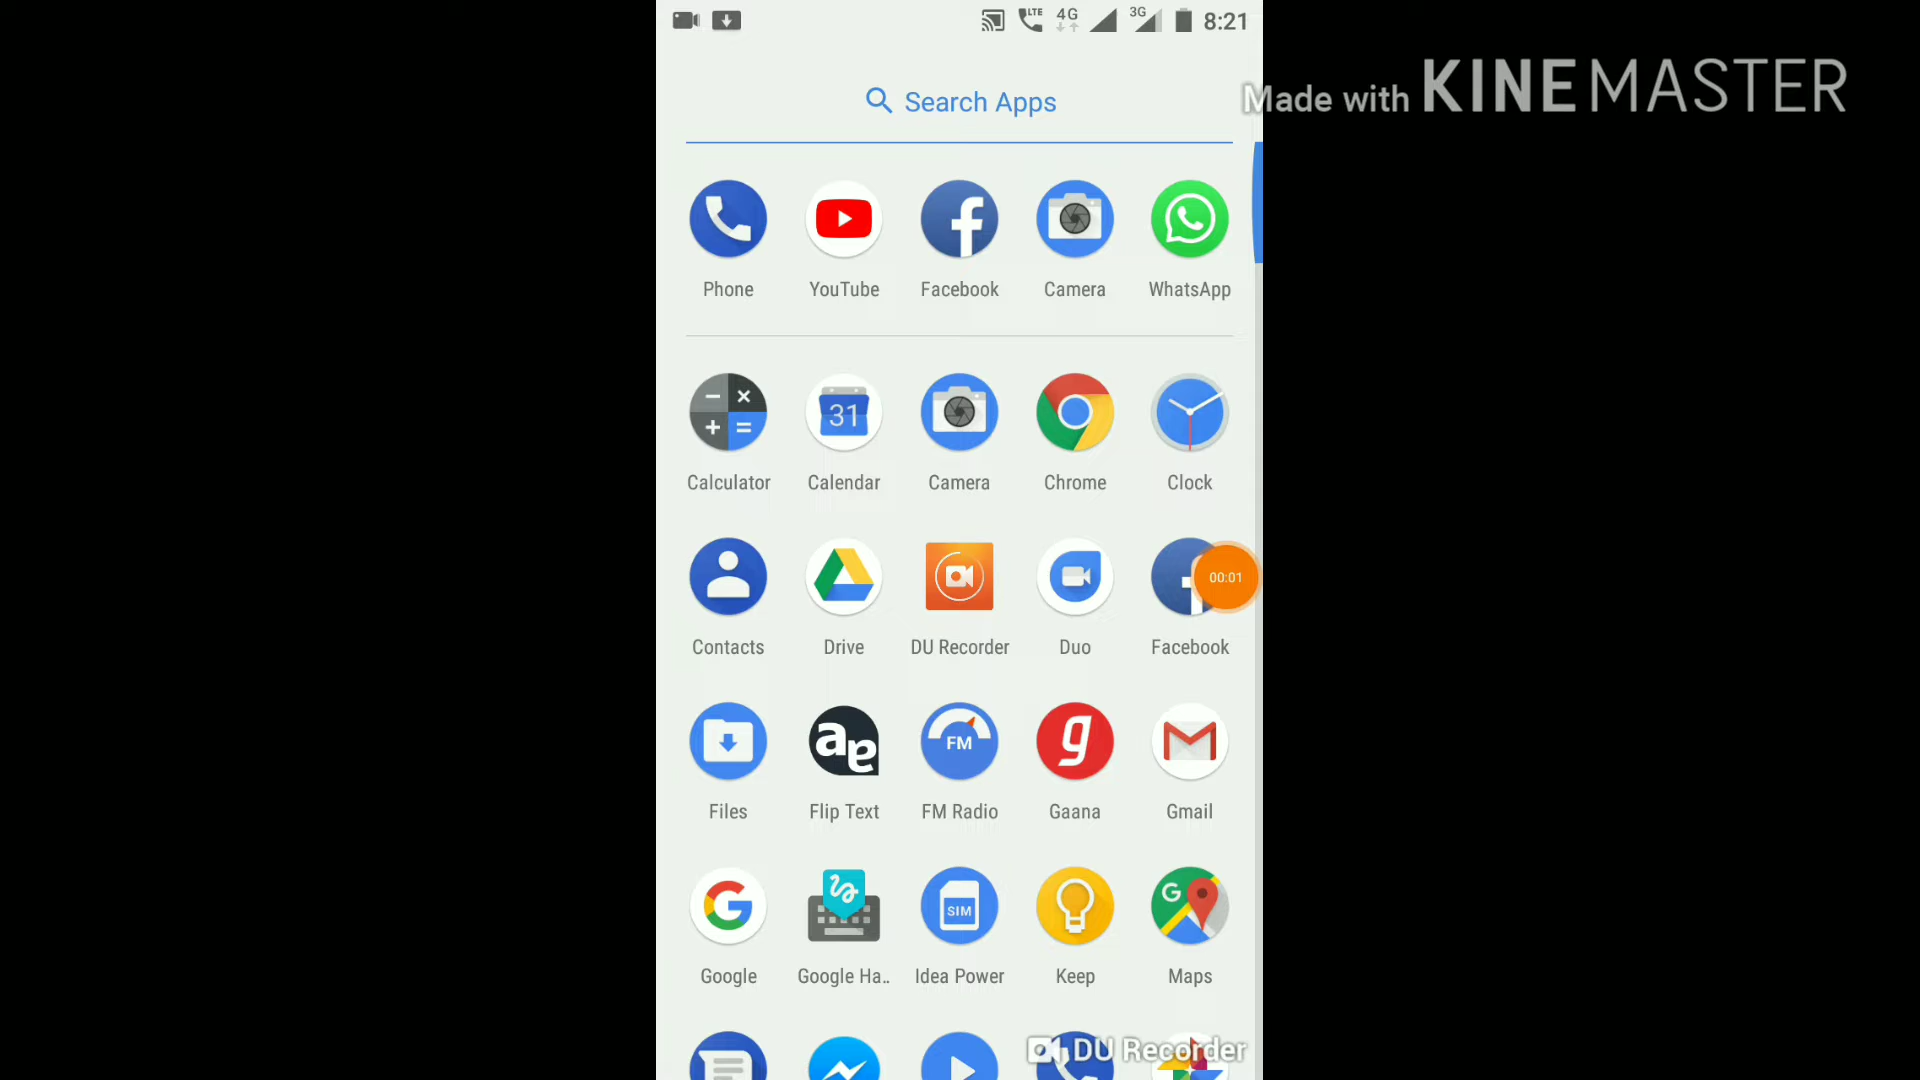 LTE 4G 3G 8:21
Made with KINEMASTER
Search Apps
Phone YouTube Facebook Camera WhatsApp
31
Calculator Calendar Camera Chrome Clock
00:01
Contacts Drive DU Recorder Duo Facebook
aa FM g
Files Flip Text FM Radio Gaana Gmail
G SIM G
Google Google Ha.. Idea Power Keep Maps
DU Recorder